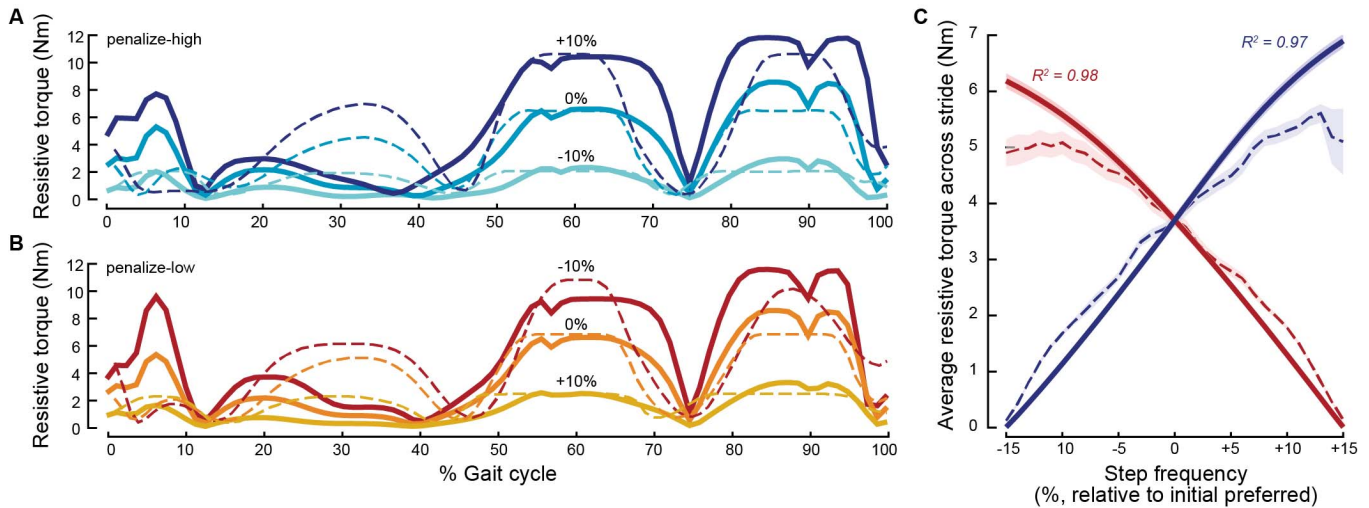 A
penalize-high
Resistive torque (Nm)
12
10
8
6
4
2
0
+10%
0%
-10%
0 10 20 30 40 50 60 70 80 90 100
B
penalize-low
Resistive torque (Nm)
12
10
8
6
4
2
0
-10%
0%
+10%
0 10 20 30 40 50 60 70 80 90 100
% Gait cycle
C
Average resistive torque across stride (Nm)
7
6
5
4
3
2
1
0
R² = 0.98
R² = 0.97
-15 -10 -5 0 +5 +10 +15
Step frequency
(%, relative to initial preferred)